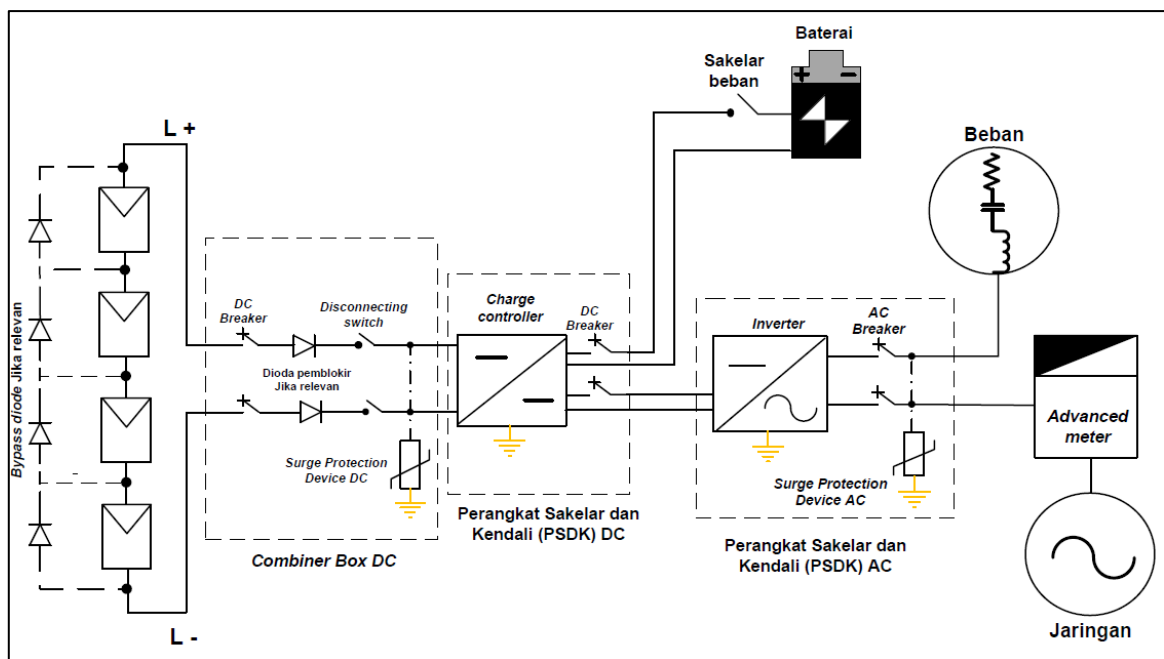 Baterai
Sakelar
beban
+ -
L +
Beban
Bypass diode Jika relevan
DC
Breaker
Disconnecting
switch
Charge
controller
DC
Breaker
Inverter
AC
Breaker
Dioda pemblokir
Jika relevan
Advanced
meter
Surge Protection
Device DC
Surge Protection
Device AC
Perangkat Sakelar dan
Kendali (PSDK) DC
Combiner Box DC
Perangkat Sakelar dan
Kendali (PSDK) AC
L -
Jaringan